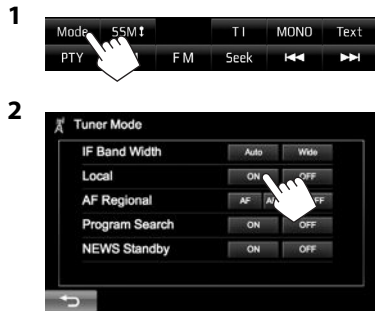 1
Mode SSM TI MONO Text
PTY FM Seek
2
Tuner Mode
IF Band Width Auto Wide
Local ON OFF
AF Regional AF
Program Search ON OFF
NEWS Standby ON OFF